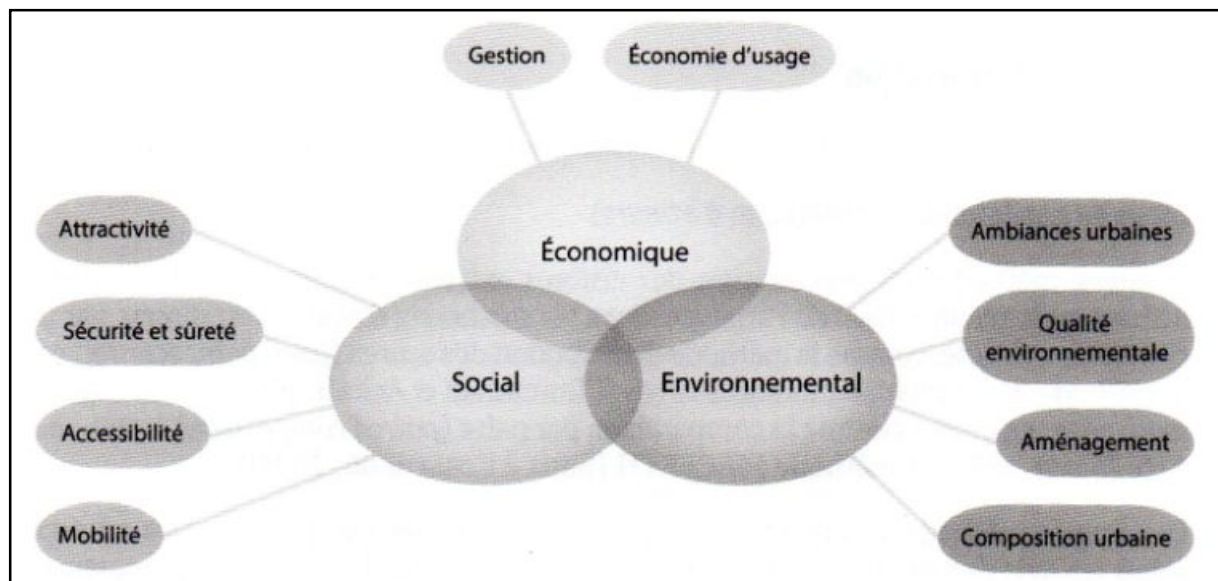 Gestion
Économie d'usage
Attractivité
Économique
Ambiances urbaines
Sécurité et sûreté
Qualité
environnementale
Social
Environnemental
Accessibilité
Aménagement
Mobilité
Composition urbaine